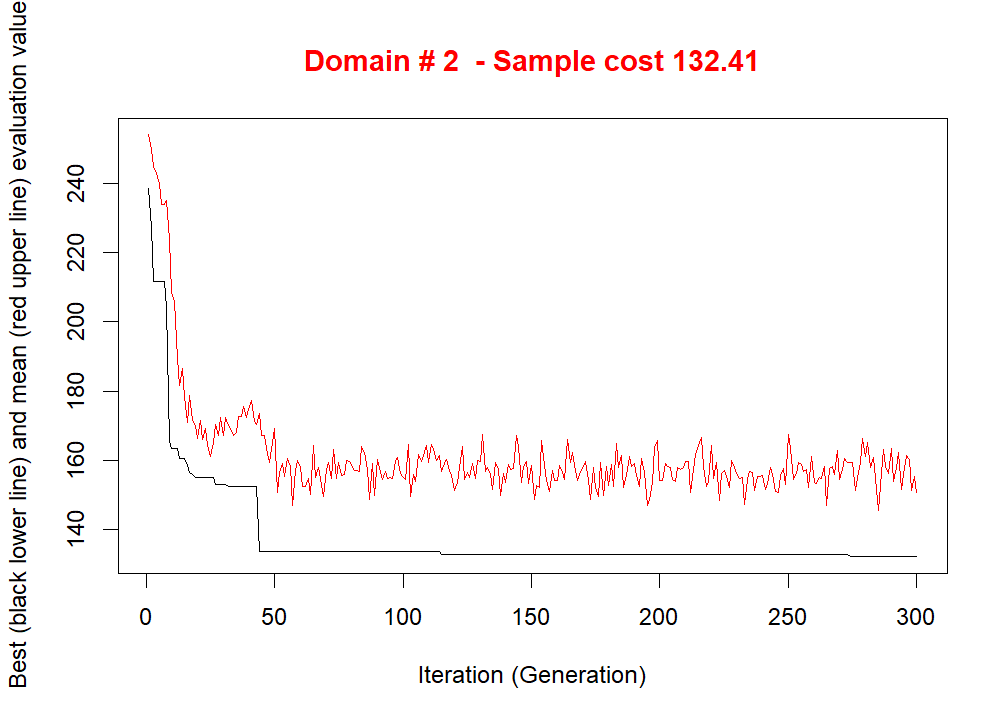 Domain # 2  - Sample cost 132.41
Best (black lower line) and mean (red upper line) evaluation value
240
220
200
180
160
140
0 50 100 150 200 250 300
Iteration (Generation)